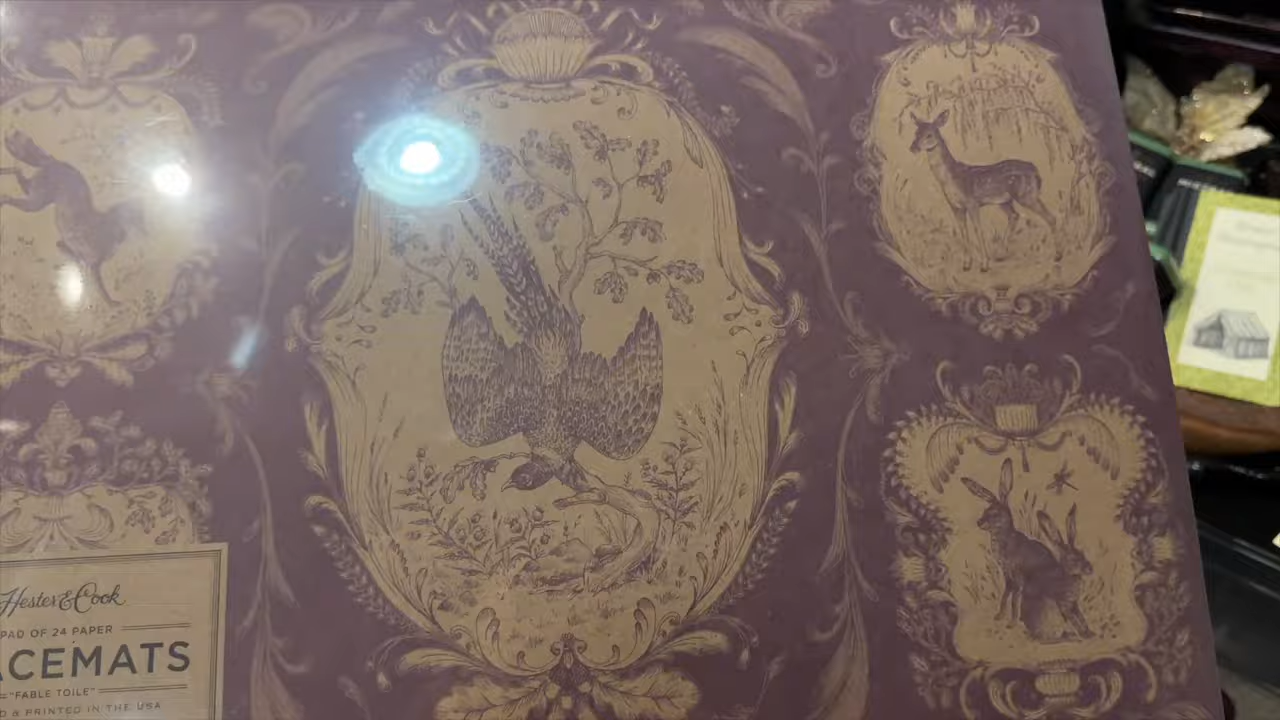 Hester & Cook
PAD OF 24 PAPER
ACEMATS
"FABLE TOILE"
D & PRINTED IN THE USA